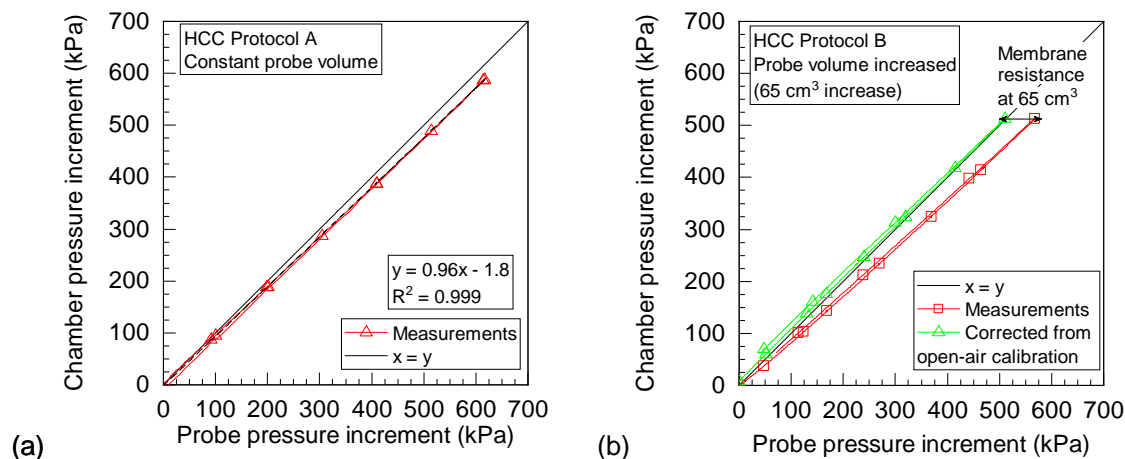 HCC Protocol A
Constant probe volume
y = 0.96x - 1.8
R² = 0.999
Measurements
x = y
Chamber pressure increment (kPa)
700
600
500
400
300
200
100
0
0 100 200 300 400 500 600 700
Probe pressure increment (kPa)
(a)
HCC Protocol B
Probe volume increased
(65 cm³ increase)
Membrane
resistance
at 65 cm³
x = y
Measurements
Corrected from
open-air calibration
Chamber pressure increment (kPa)
700
600
500
400
300
200
100
0
0 100 200 300 400 500 600 700
Probe pressure increment (kPa)
(b)